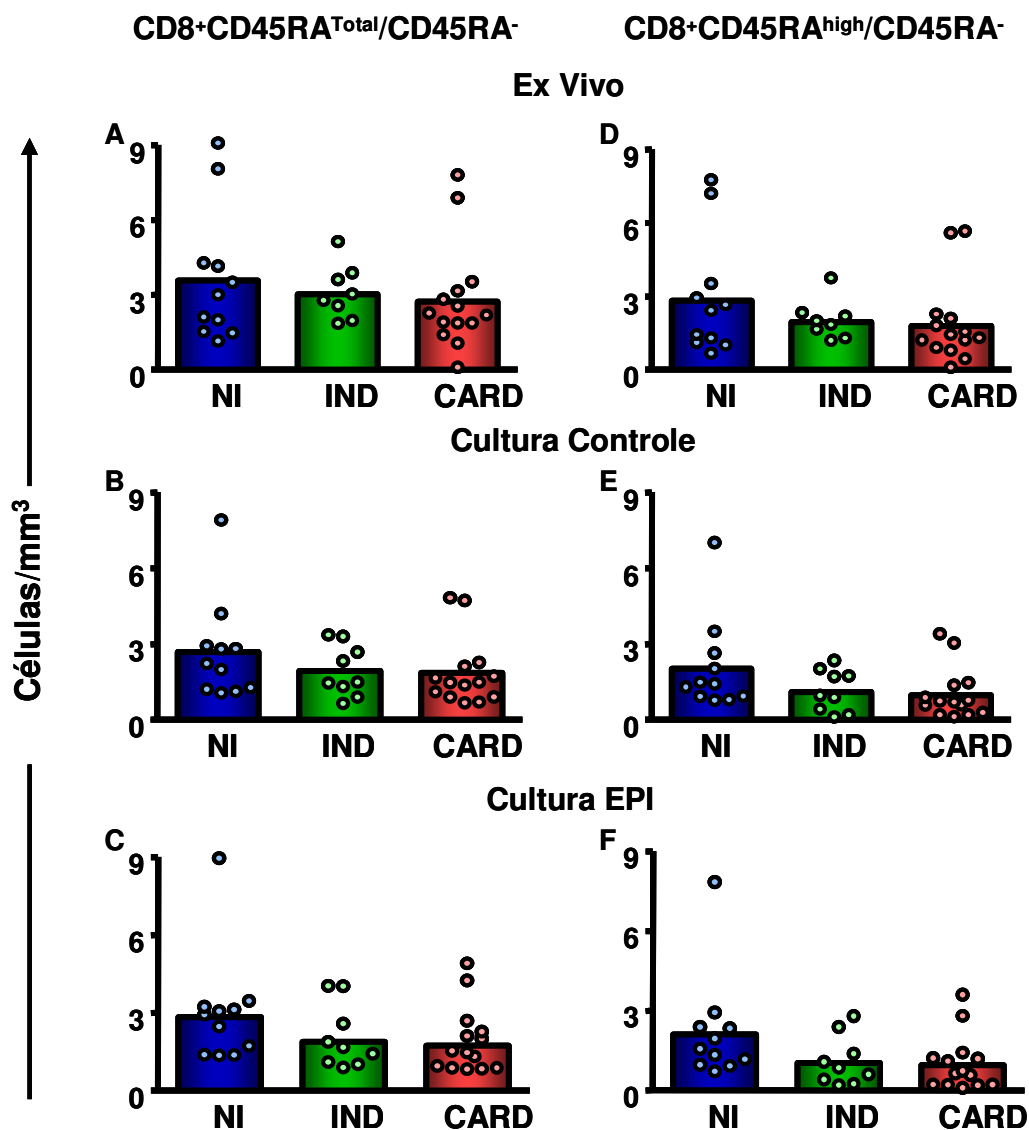 CD8⁺CD45RAᵀᵒᵗᵃˡ/CD45RA⁻ CD8⁺CD45RAʰⁱᵍʰ/CD45RA⁻
Ex Vivo
A D
9 9
6 6
3 3
0 0
NI IND CARD NI IND CARD
Cultura Controle
B E
9 9
6 6
3 3
0 0
NI IND CARD NI IND CARD
Cultura EPI
C F
9 9
6 6
3 3
0 0
NI IND CARD NI IND CARD
Células/mm³